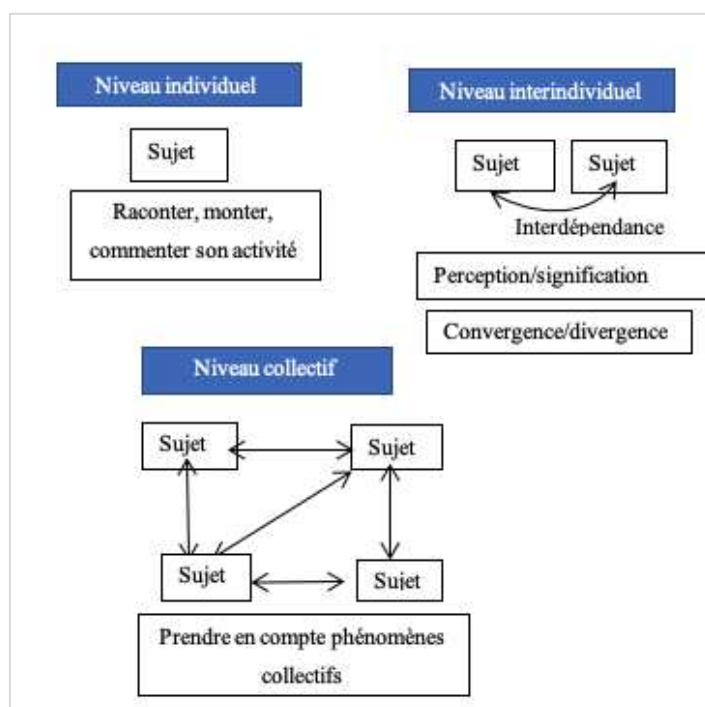 Niveau individuel
Sujet
Raconter, monter,
commenter son activité
Niveau interindividuel
Sujet
Sujet
Interdépendance
Perception/signification
Convergence/divergence
Niveau collectif
Sujet
Sujet
Sujet
Sujet
Prendre en compte phénomènes
collectifs